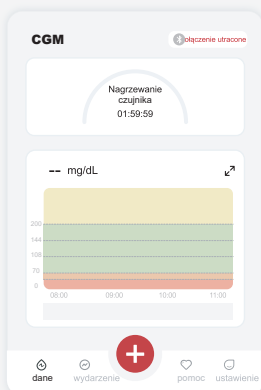 CGM
ołączenie utracone
Nagrzewanie
czujnika
01:59:59
-- mg/dL
200
144
108
70
0
08:00 09:00 10:00 11:00
dane wydarzenie pomoc ustawienie